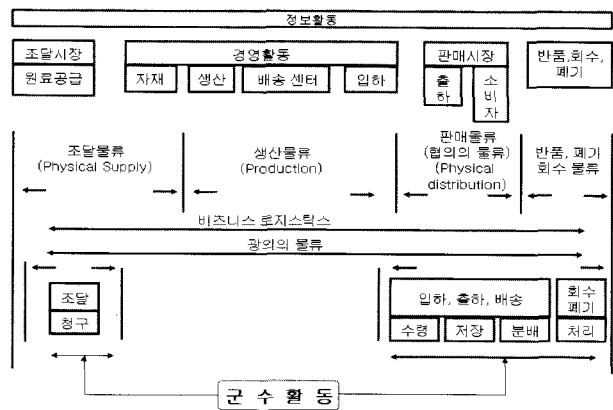 정보활동
조달시장
원료공급
경영활동
자재
생산
배송 센터
입하
판매시장
출하
소비자
반품,회수,
폐기
조달물류
(Physical Supply)
생산물류
(Production)
판매물류
(협의의 물류)
(Physical
distribution)
반품, 폐기
회수 물류
비즈니스 로지스틱스
광의의 물류
조달
청구
입하, 출하, 배송
수령
저장
분배
회수
폐기
처리
군 수 활 동